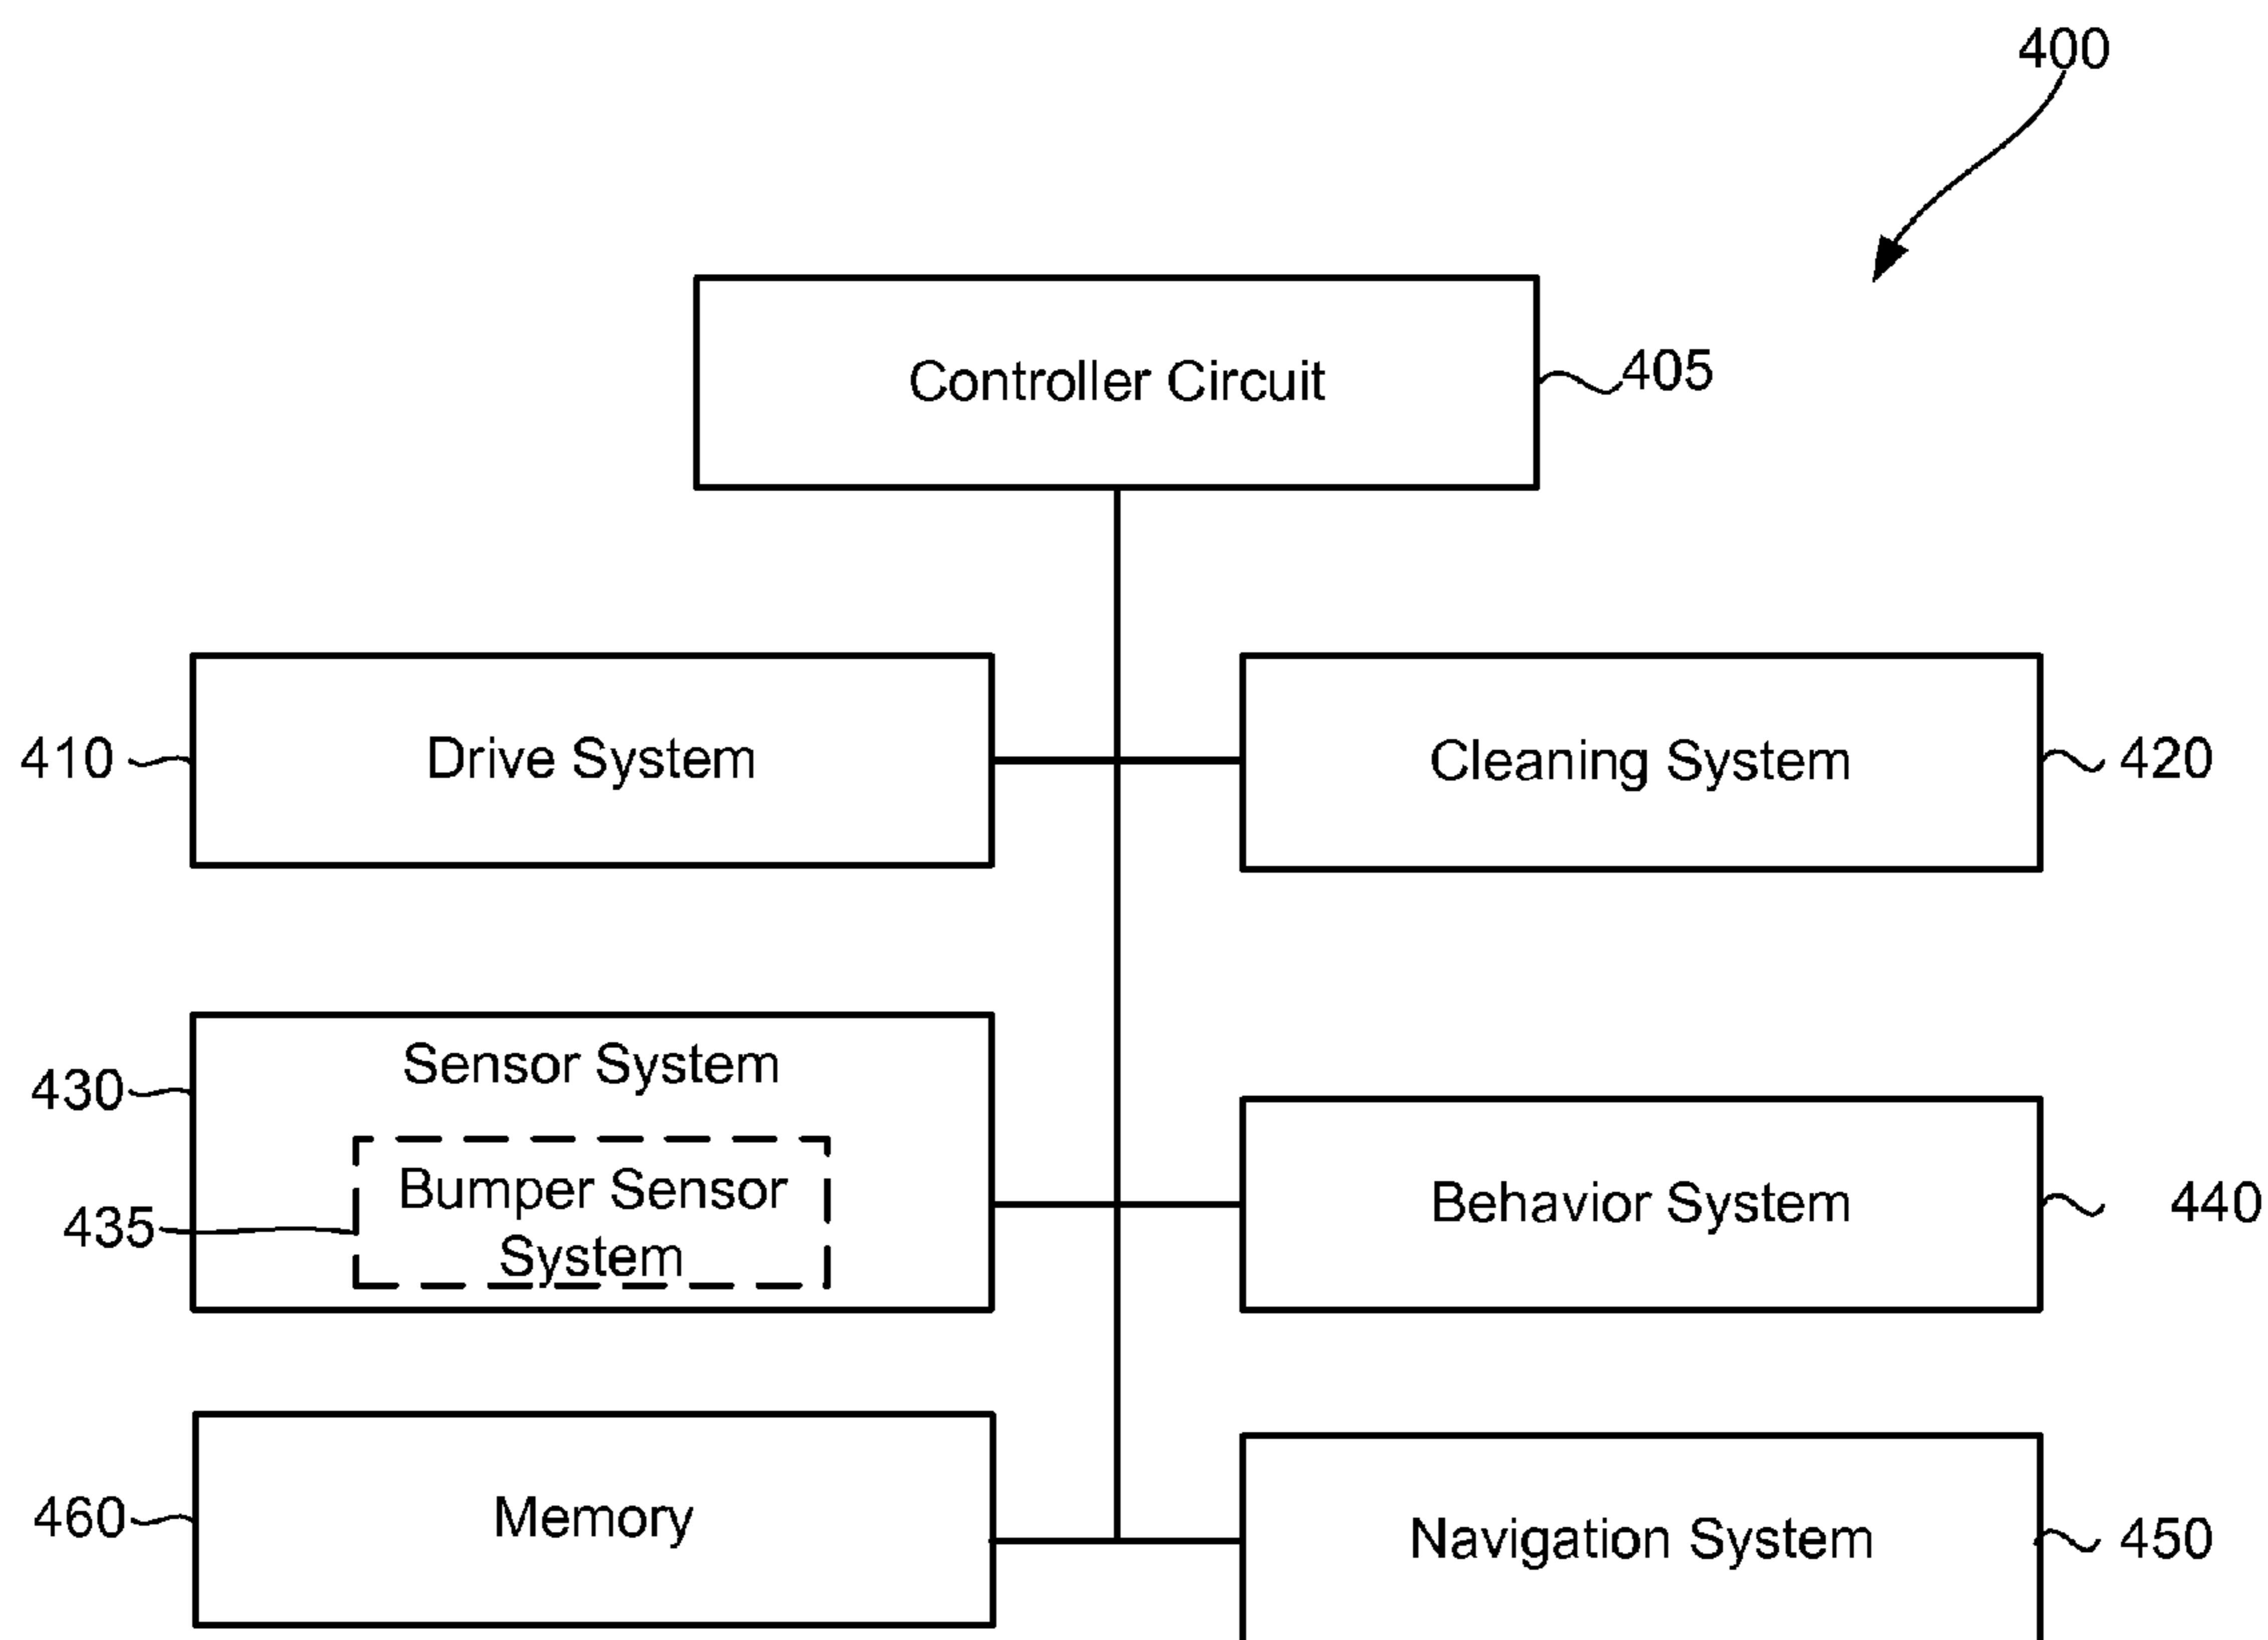 400
Controller Circuit
405
410
Drive System
Cleaning System
420
430
Sensor System
435
Bumper Sensor
System
Behavior System
440
460
Memory
Navigation System
450